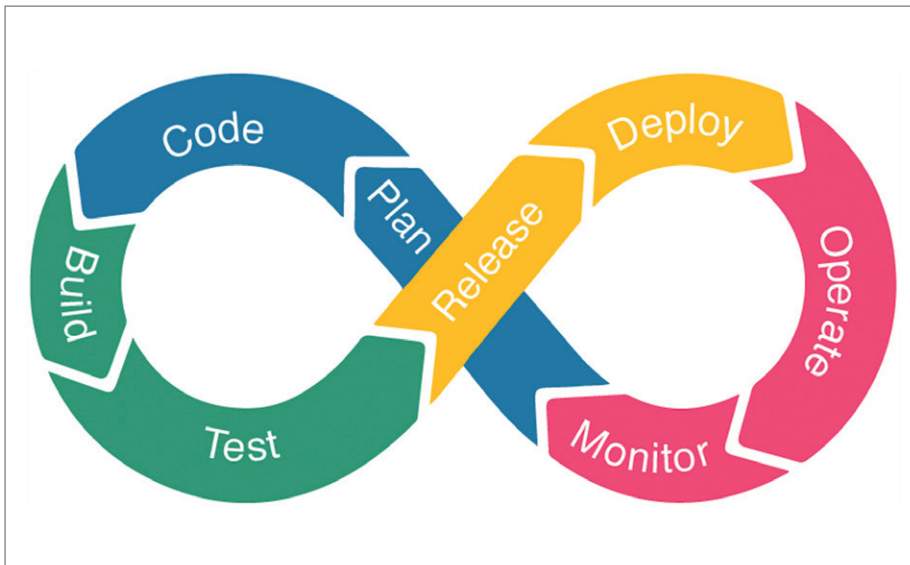 Code
Plan
Build
Test
Release
Deploy
Operate
Monitor